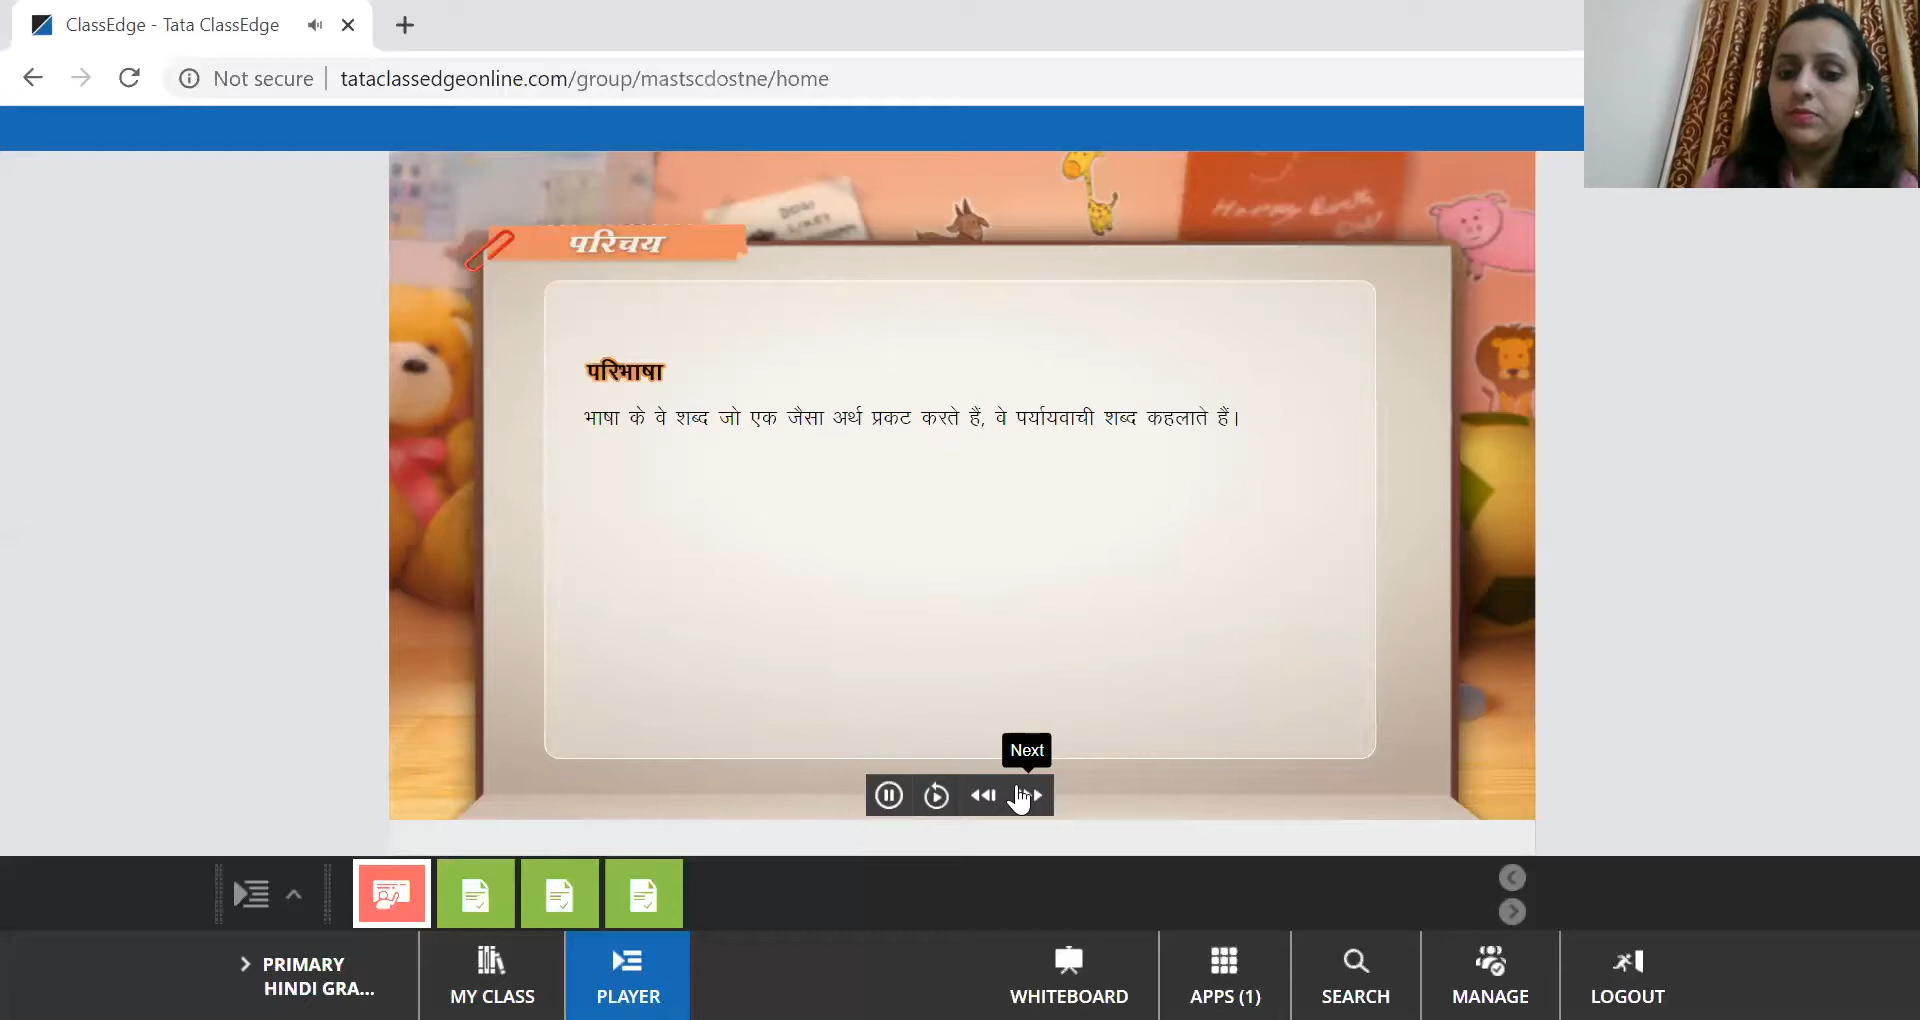 ClassEdge - Tata ClassEdge
Not secure
tataclassedgeonline.com/group/mastscdostne/home
Happy
परिचय
परिभाषा
भाषा के वे शब्द जो एक जैसा अर्थ प्रकट करते हैं, वे पर्यायवाची शब्द कहलाते हैं।
Next
PRIMARY
HINDI GRA...
MY CLASS
PLAYER
WHITEBOARD
APPS (1)
SEARCH
MANAGE
LOGOUT